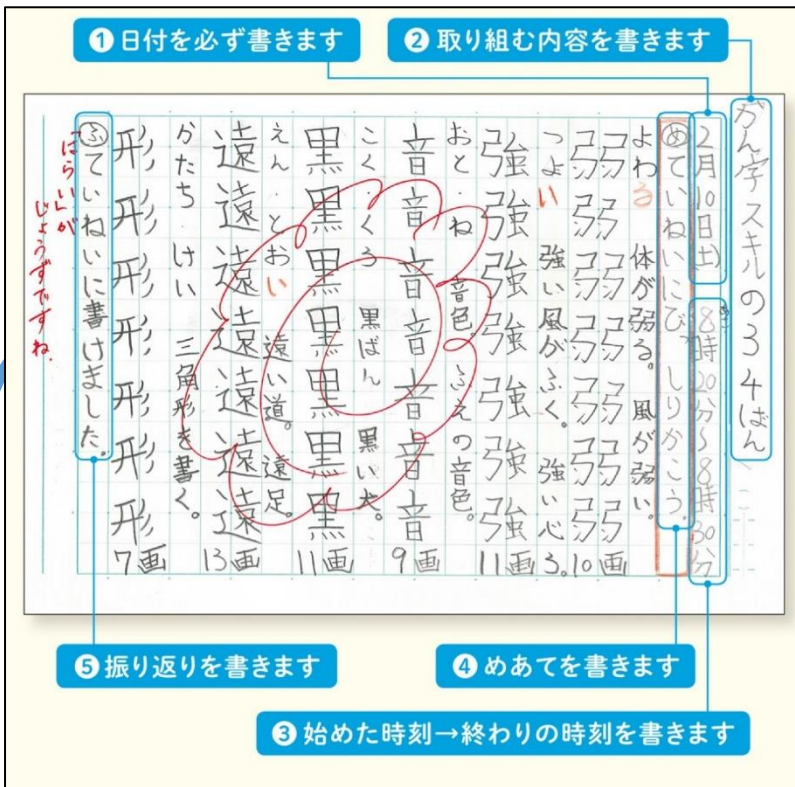 ❶日付を必ず書きます
❷取り組む内容を書きます
かん字スキルの34ばん
2月10日(土) 8時20分〜8時30分
めていねいにび しりかこう。
よわる 体が弱る。 風が弱い。
弱弱弱弱弱弱弱10画
つよい 強い風がふく。 強い心
強強強強強強強11画
おと・ね 音色。ふえの音色。
音音音音音音音9画
こく・くろ 黒ばん 黒い犬。
黒黒黒黒黒黒黒11画
えん・とおい 遠い道。遠足。
遠遠遠遠遠遠遠13画
かたち けい 三角形を書く。
形形形形形形形7画
ふていねいに書けました。
「はらい」が
じょうずですね。
❺振り返りを書きます
❹めあてを書きます
❸始めた時刻→終わりの時刻を書きます